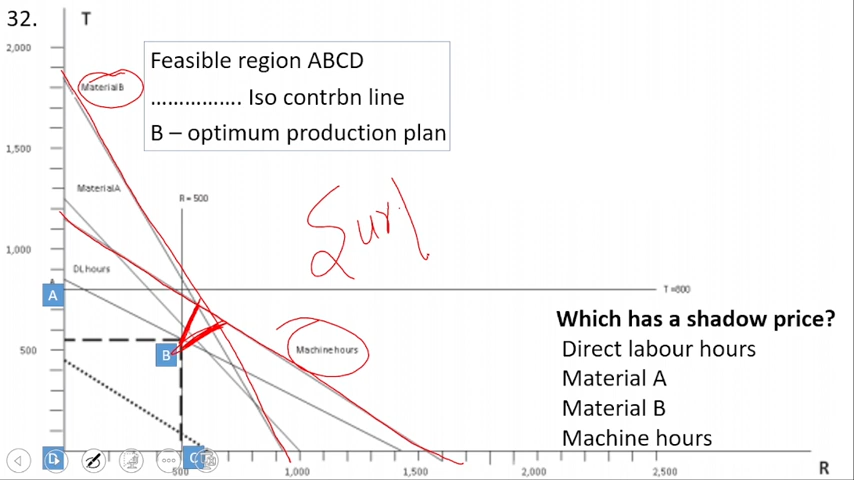 32.
T
2,000
Feasible region ABCD
................ Iso contrbn line
B – optimum production plan
Material B
1,500
Material A
R = 500
Surl
1,000
DL hours
A
T =800
Which has a shadow price?
Direct labour hours
Material A
Material B
Machine hours
500
B
Machine hours
D
C
500
1,000
1,500
2,000
2,500
R